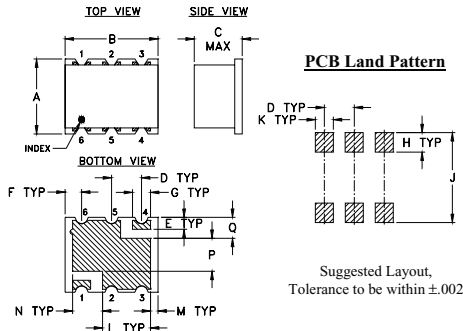 TOP VIEW
SIDE VIEW
B
C
MAX
1 2 3
A
6 5 4
INDEX
BOTTOM VIEW
F TYP
D TYP
G TYP
E TYP
6 5 4
Q
P
1 2 3
N TYP
M TYP
L TYP
PCB Land Pattern
D TYP
K TYP
H TYP
J
Suggested Layout,
Tolerance to be within ±.002